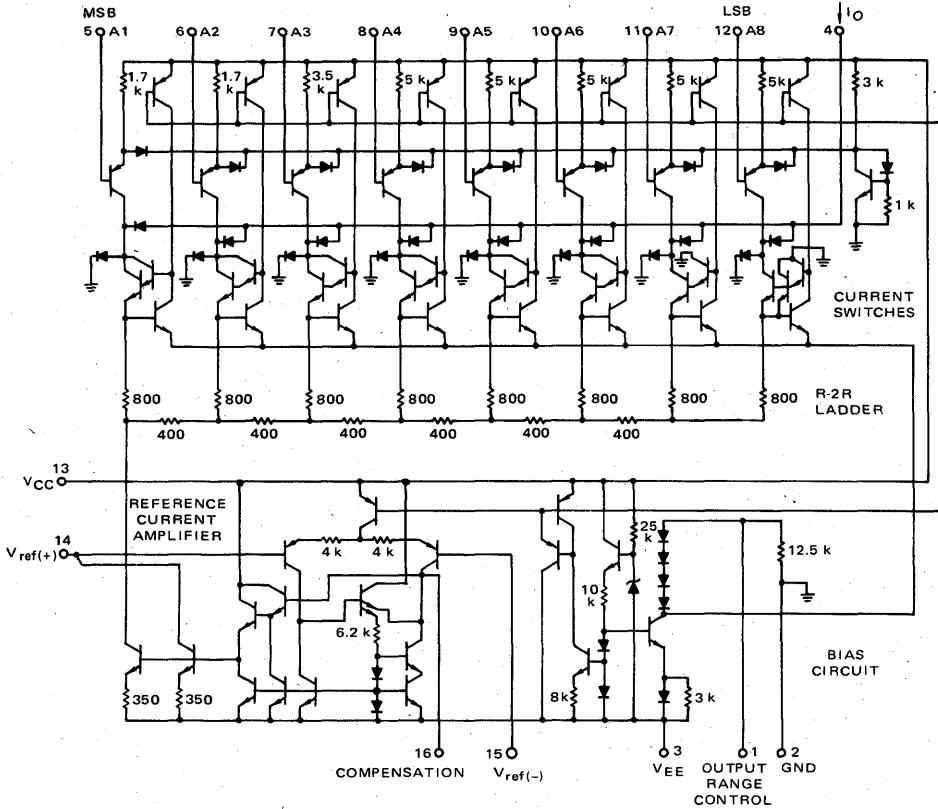 MSB
LSB
IO
5 A1
6 A2
7 A3
8 A4
9 A5
10 A6
11 A7
12 A8
4
1.7 k
1.7 k
3.5 k
5 k
5 k
5 k
5 k
5k
3 k
1 k
CURRENT
SWITCHES
800
800
800
800
800
800
800
800
R-2R
LADDER
400
400
400
400
400
400
13
VCC
REFERENCE
CURRENT
AMPLIFIER
14
Vref(+)
4 k
4 k
25 k
12.5 k
10 k
6.2 k
BIAS
CIRCUIT
350
350
8k
3 k
16
COMPENSATION
15
Vref(-)
3
VEE
1
OUTPUT
RANGE
CONTROL
2
GND